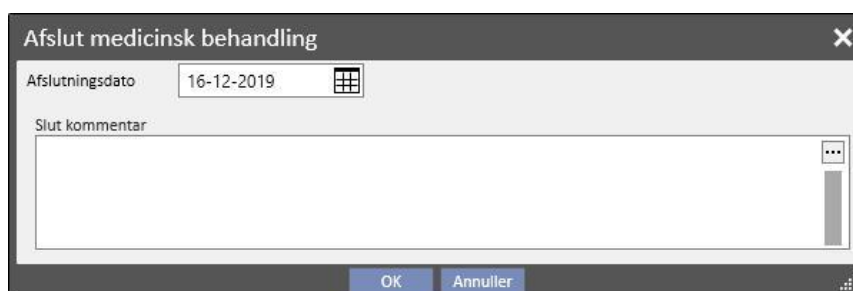 Afslut medicinsk behandling
Afslutningsdato 16-12-2019
Slut kommentar
OK Annuller